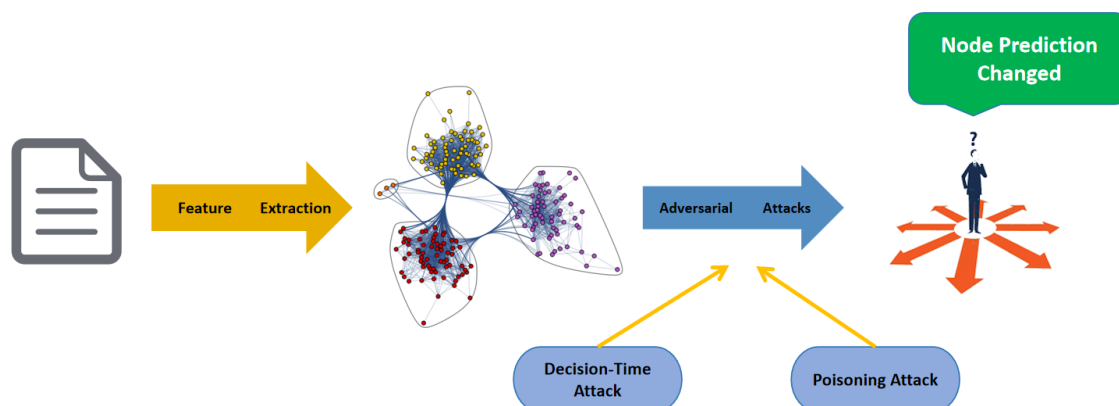 Node Prediction
Changed
?
Feature Extraction
Adversarial Attacks
Decision-Time
Attack
Poisoning Attack